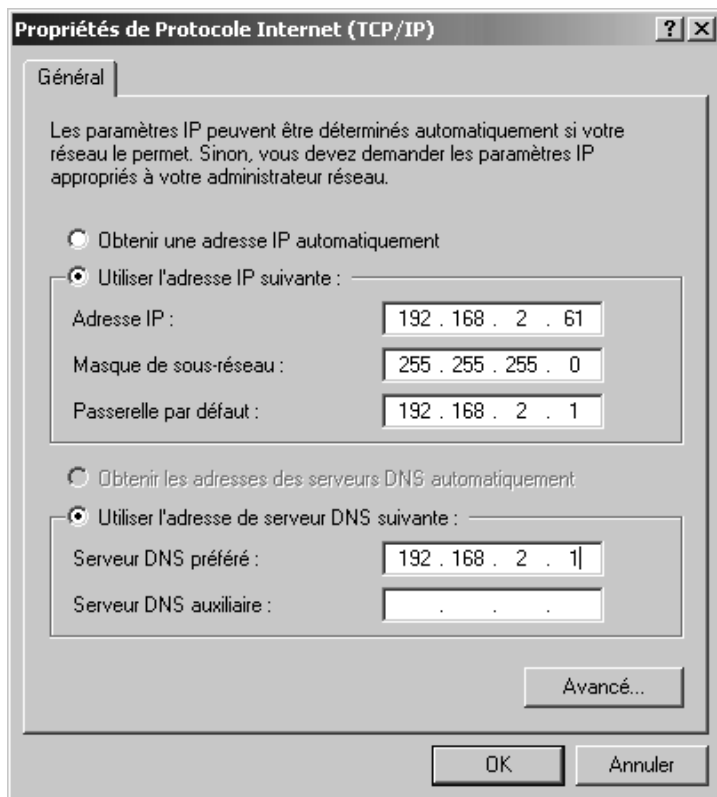 Propriétés de Protocole Internet (TCP/IP)
Général
Les paramètres IP peuvent être déterminés automatiquement si votre
réseau le permet. Sinon, vous devez demander les paramètres IP
appropriés à votre administrateur réseau.
Obtenir une adresse IP automatiquement
Utiliser l'adresse IP suivante :
Adresse IP : 192 . 168 . 2 . 61
Masque de sous-réseau : 255 . 255 . 255 . 0
Passerelle par défaut : 192 . 168 . 2 . 1
Obtenir les adresses des serveurs DNS automatiquement
Utiliser l'adresse de serveur DNS suivante :
Serveur DNS préféré : 192 . 168 . 2 . 1
Serveur DNS auxiliaire : . . .
Avancé...
OK Annuler